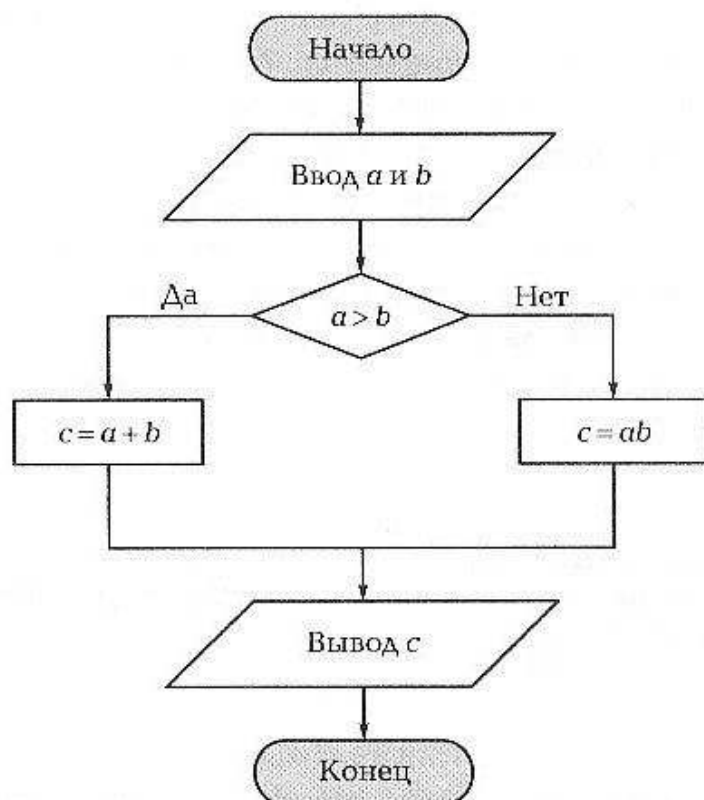 Начало
Ввод a и b
Да
a > b
Нет
c = a + b
c = ab
Вывод c
Конец